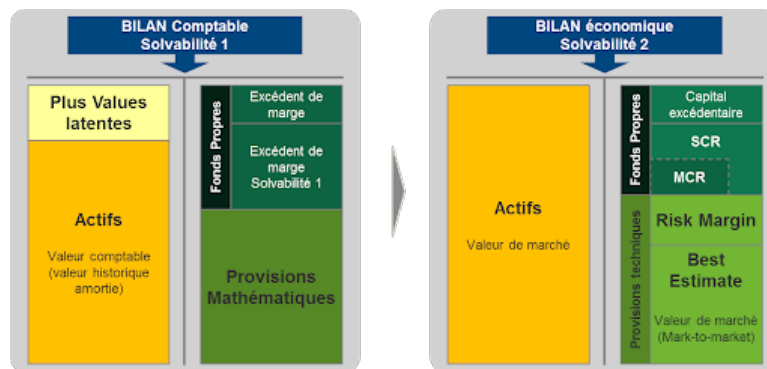 BILAN Comptable
Solvabilité 1
Plus Values
latentes
Actifs
Valeur comptable
(valeur historique
amortie)
Fonds Propres
Excédent de
marge
Excédent de
marge
Solvabilité 1
Provisions
Mathématiques
BILAN économique
Solvabilité 2
Actifs
Valeur de marché
Fonds Propres
Capital
excédentaire
SCR
MCR
Provisions techniques
Risk Margin
Best
Estimate
Valeur de marché
(Mark-to-market)